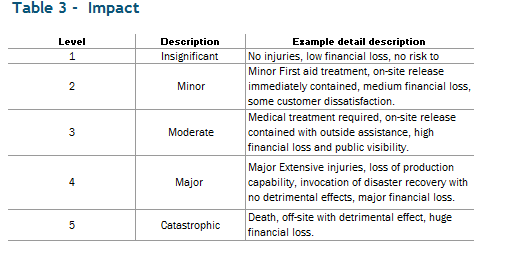 Table 3 - Impact
Level Description Example detail description
1 Insignificant No injuries, low financial loss, no risk to
2 Minor Minor First aid treatment, on-site release
immediately contained, medium financial loss,
some customer dissatisfaction.
3 Moderate Medical treatment required, on-site release
contained with outside assistance, high
financial loss and public visibility.
4 Major Major Extensive injuries, loss of production
capability, invocation of disaster recovery with
no detrimental effects, major financial loss.
5 Catastrophic Death, off-site with detrimental effect, huge
financial loss.